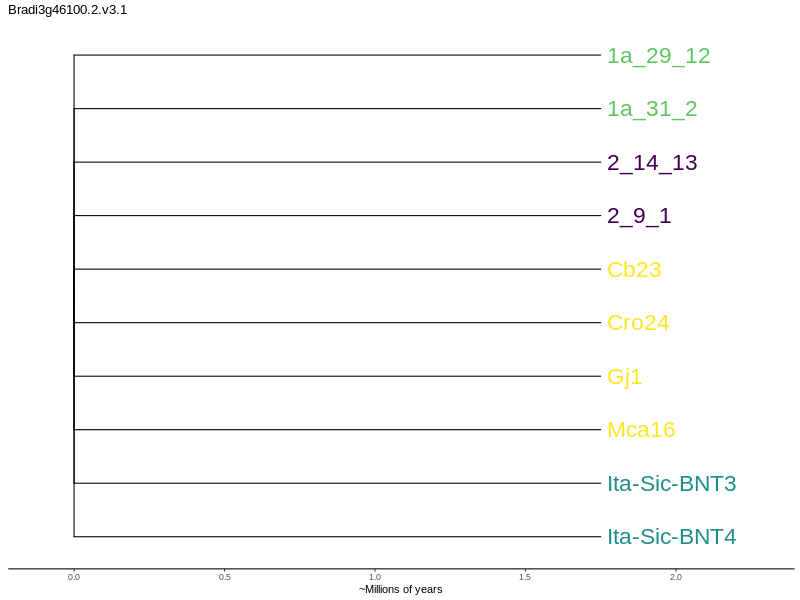 Bradi3g46100.2.v3.1
1a_29_12
1a_31_2
2_14_13
2_9_1
Cb23
Cro24
Gj1
Mca16
Ita-Sic-BNT3
Ita-Sic-BNT4
0.0 0.5 1.0 1.5 2.0
~Millions of years